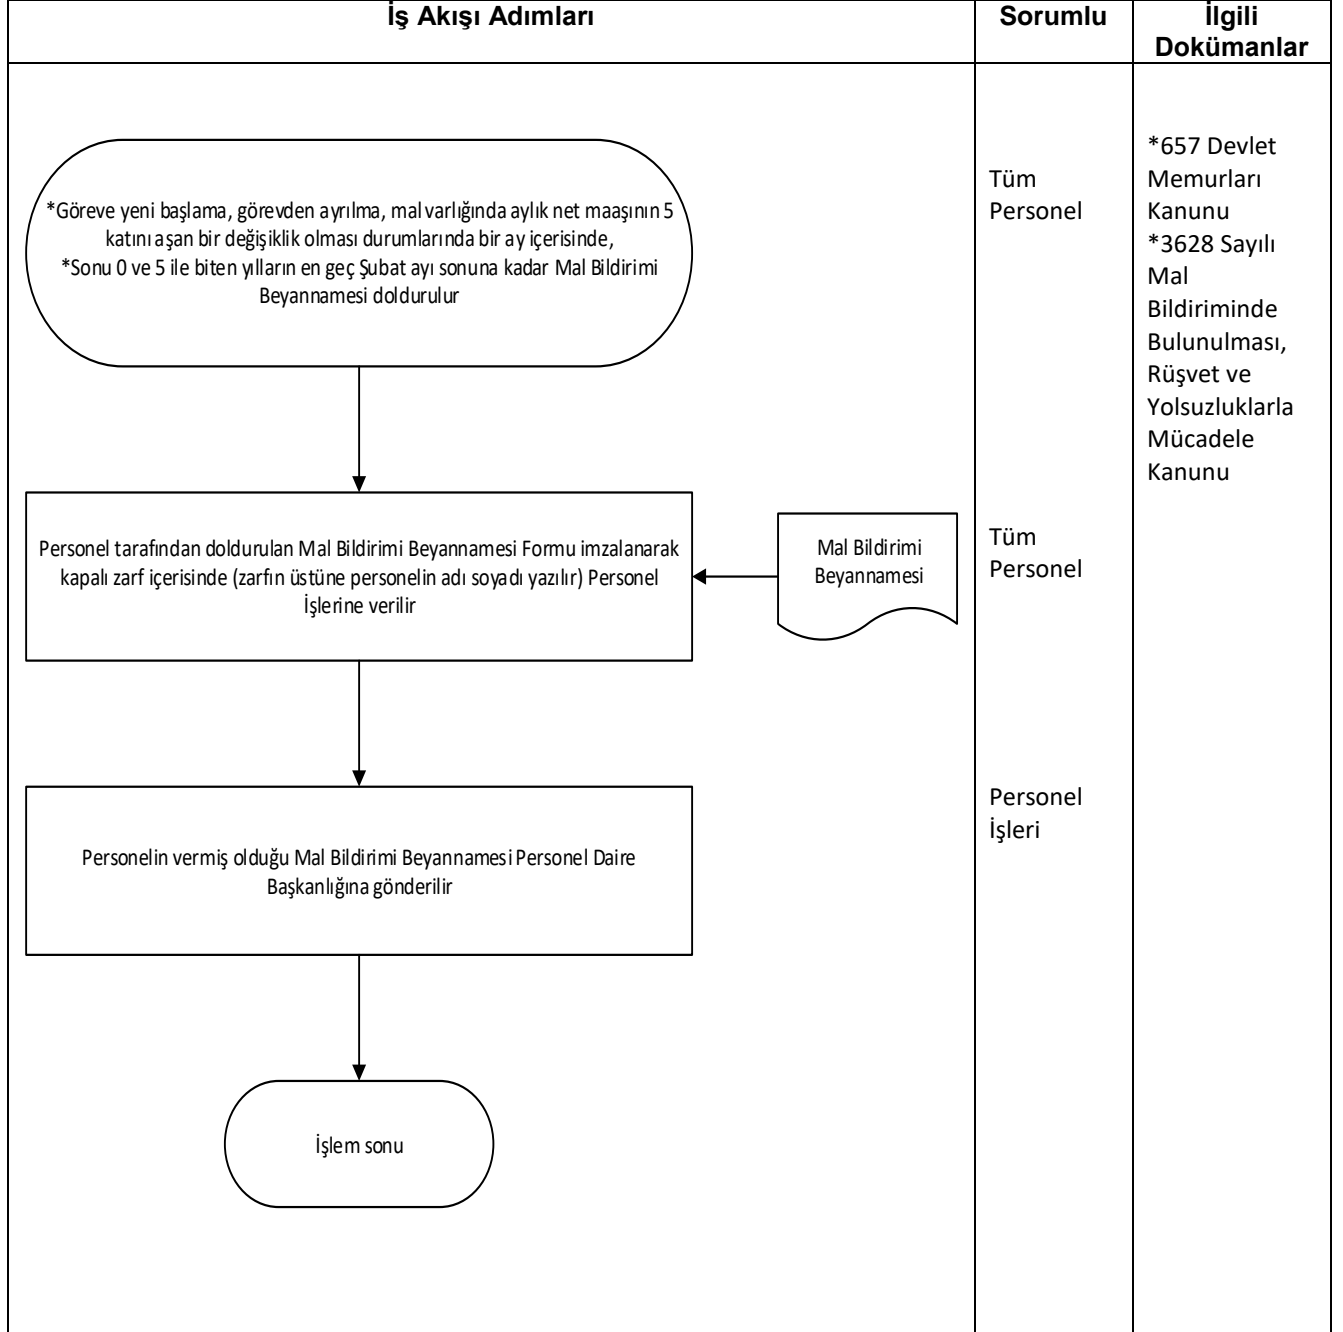 İş Akışı Adımları
Sorumlu
İlgili
Dokümanlar
*Göreve yeni başlama, görevden ayrılma, mal varlığında aylık net maaşının 5
katını aşan bir değişiklik olması durumlarında bir ay içerisinde,
*Sonu 0 ve 5 ile biten yılların en geç Şubat ayı sonuna kadar Mal Bildirimi
Beyannamesi doldurulur
Tüm
Personel
*657 Devlet
Memurları
Kanunu
*3628 Sayılı
Mal
Bildiriminde
Bulunulması,
Rüşvet ve
Yolsuzluklarla
Mücadele
Kanunu
Personel tarafından doldurulan Mal Bildirimi Beyannamesi Formu imzalanarak
kapalı zarf içerisinde (zarfın üstüne personelin adı soyadı yazılır) Personel
İşlerine verilir
Mal Bildirimi
Beyannamesi
Tüm
Personel
Personelin vermiş olduğu Mal Bildirimi Beyannamesi Personel Daire
Başkanlığına gönderilir
Personel
İşleri
İşlem sonu